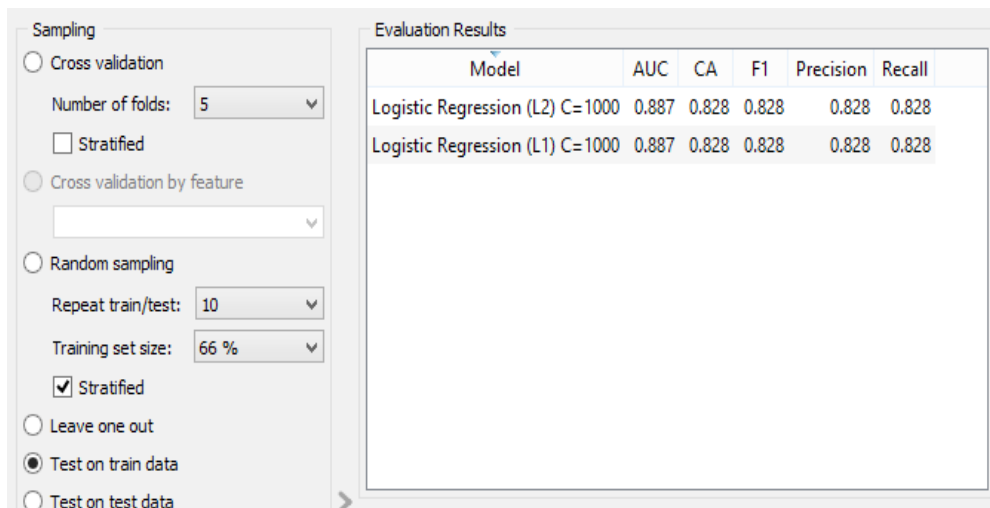 Sampling
Cross validation
Number of folds: 5
Stratified
Cross validation by feature
Random sampling
Repeat train/test: 10
Training set size: 66 %
Stratified
Leave one out
Test on train data
Test on test data
Evaluation Results
Model AUC CA F1 Precision Recall
Logistic Regression (L2) C=1000 0.887 0.828 0.828 0.828 0.828
Logistic Regression (L1) C=1000 0.887 0.828 0.828 0.828 0.828